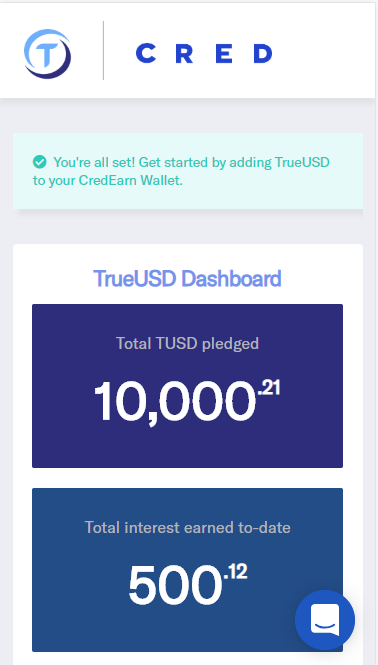 T CRED
You're all set! Get started by adding TrueUSD
to your CredEarn Wallet.
TrueUSD Dashboard
Total TUSD pledged
10,000.21
Total interest earned to-date
500.12